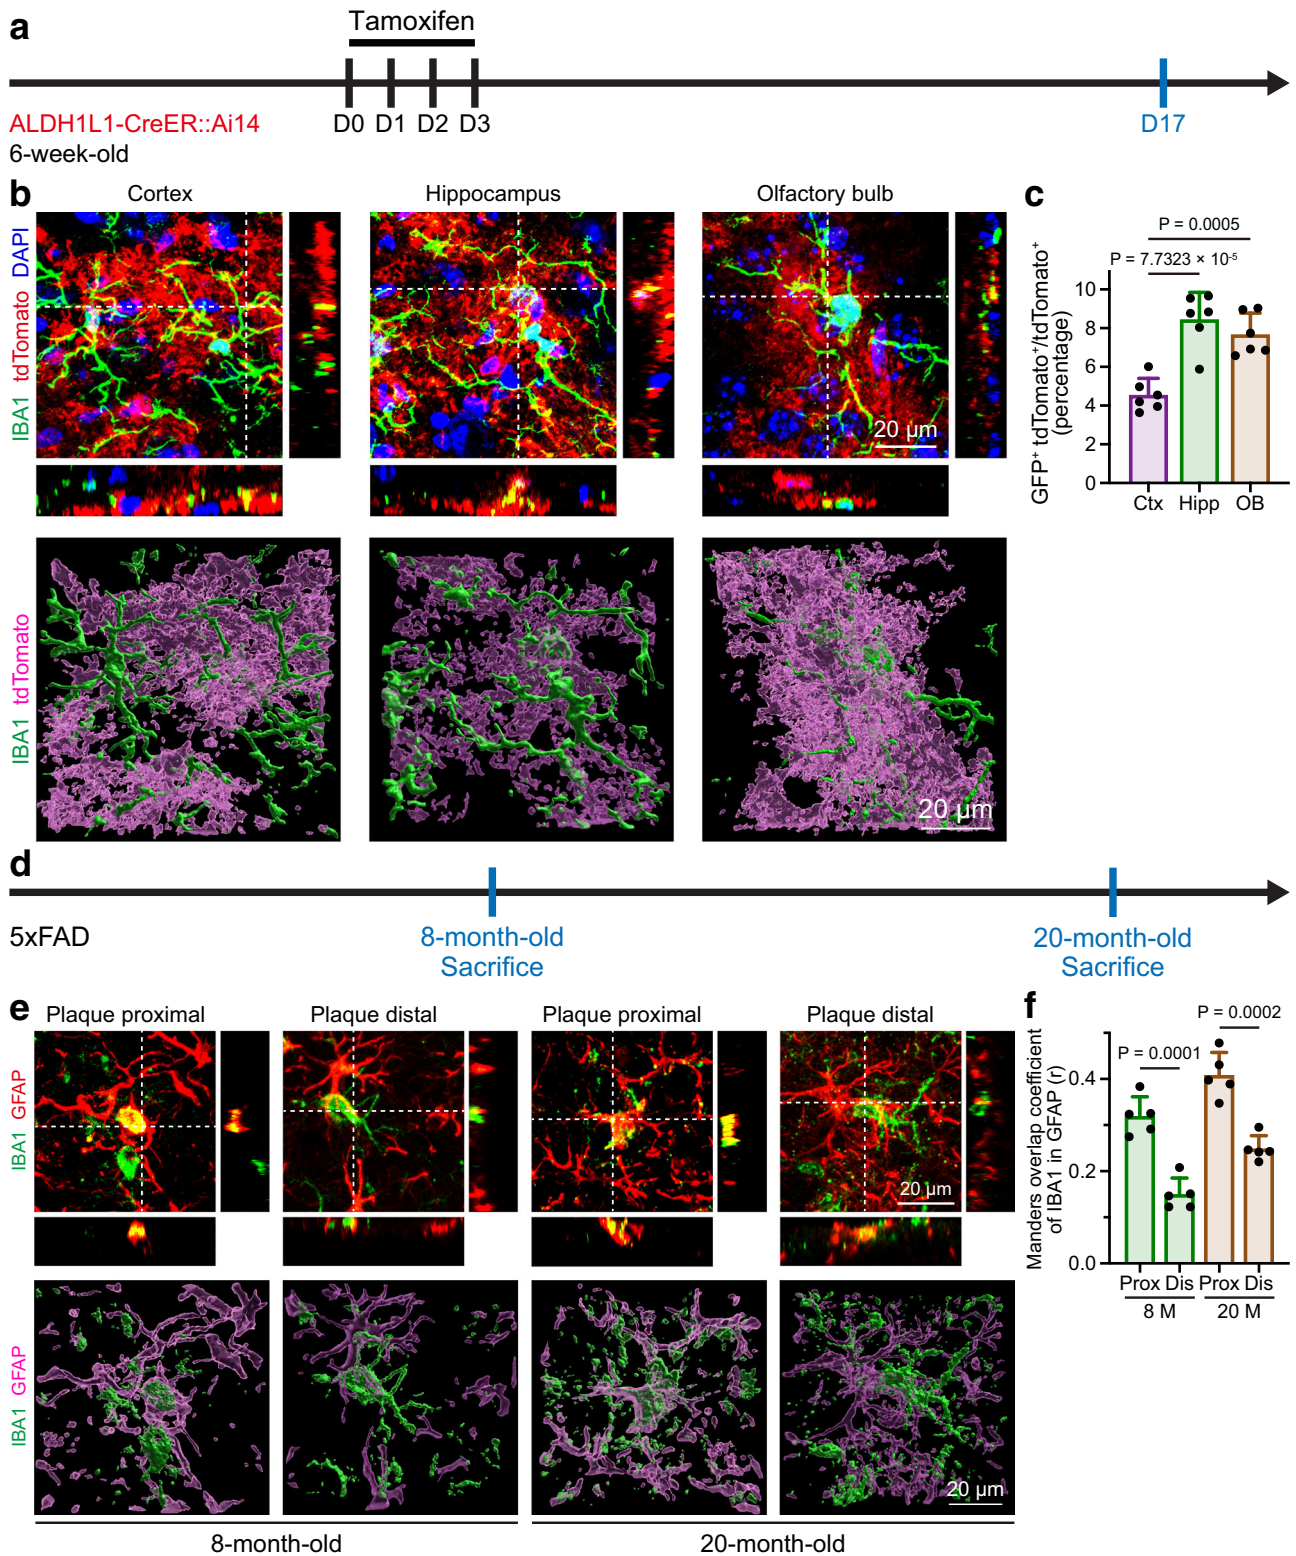 a
Tamoxifen
D0 D1 D2 D3
D17
ALDH1L1-CreER::Ai14
6-week-old
b
Cortex
Hippocampus
Olfactory bulb
IBA1 tdTomato DAPI
20 µm
IBA1 tdTomato
20 µm
c
P = 0.0005
P = 7.7323 × 10⁻⁵
GFP⁺ tdTomato⁺/tdTomato⁺
(percentage)
10
8
6
4
2
0
Ctx Hipp OB
d
5xFAD
8-month-old
Sacrifice
20-month-old
Sacrifice
e
Plaque proximal
Plaque distal
Plaque proximal
Plaque distal
IBA1 GFAP
20 µm
IBA1 GFAP
20 µm
8-month-old
20-month-old
f
P = 0.0002
P = 0.0001
Manders overlap coefficient
of IBA1 in GFAP (r)
0.4
0.2
0.0
Prox Dis Prox Dis
8 M
20 M